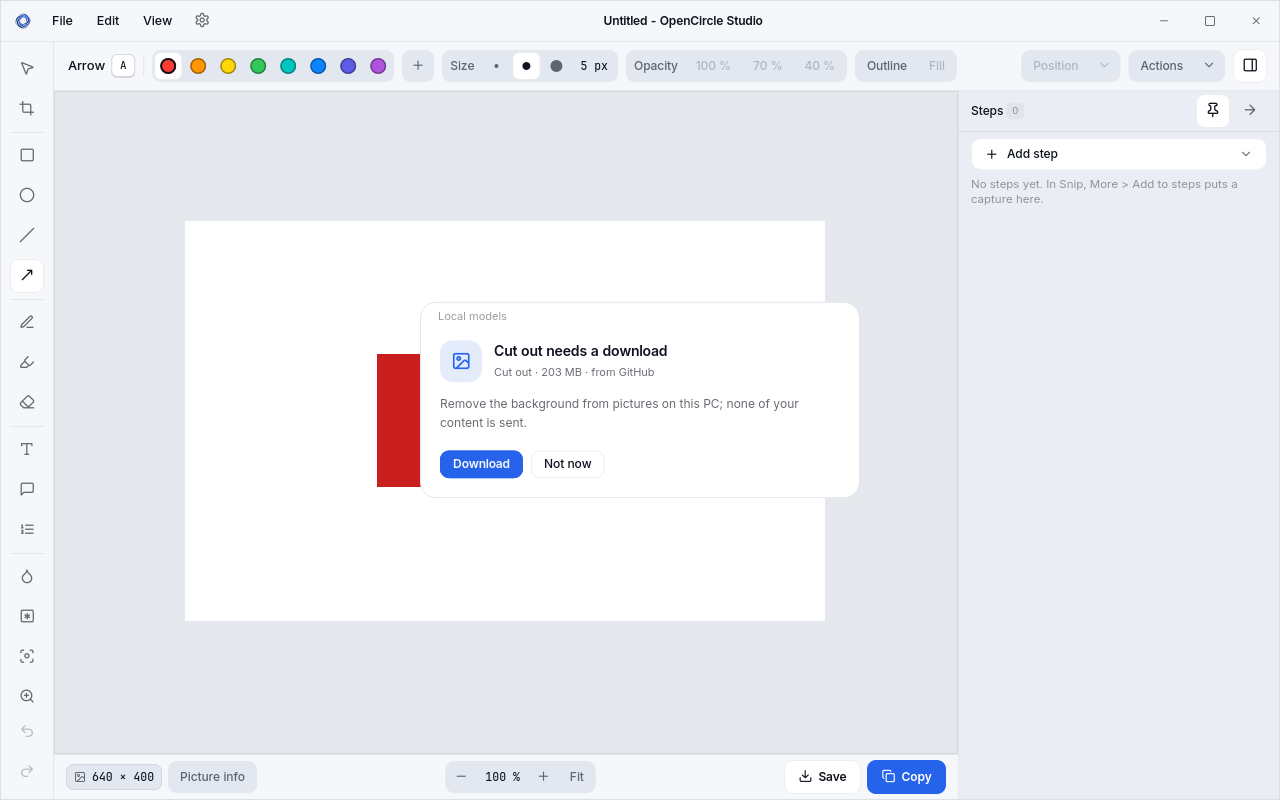 File Edit View
Untitled - OpenCircle Studio
Arrow A
Size 5 px
Opacity 100 % 70 % 40 %
Outline Fill
Position
Actions
Steps 0
Add step
No steps yet. In Snip, More > Add to steps puts a
capture here.
Local models
Cut out needs a download
Cut out · 203 MB · from GitHub
Remove the background from pictures on this PC; none of your
content is sent.
Download Not now
640 × 400
Picture info
100 %
Fit
Save
Copy